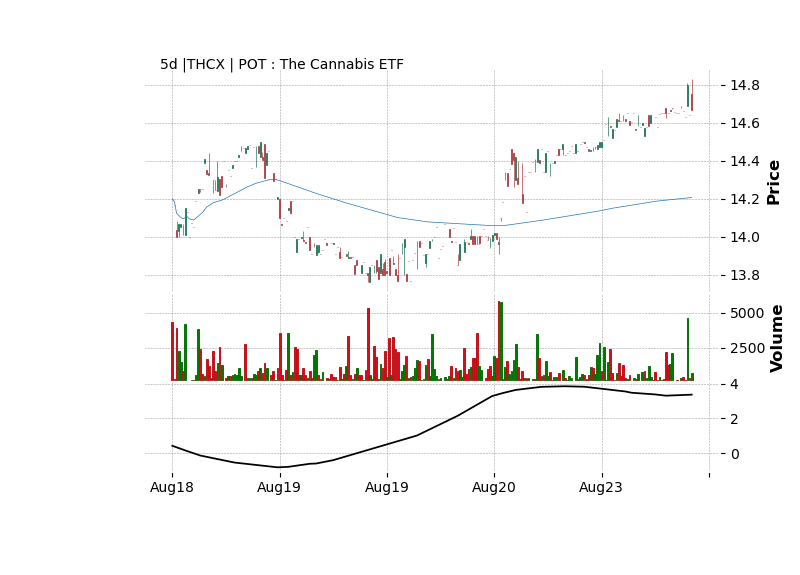 5d |THCX | POT : The Cannabis ETF
14.8
14.6
14.4
14.2
14.0
13.8
Price
5000
2500
Volume
4
2
0
Aug18 Aug19 Aug19 Aug20 Aug23